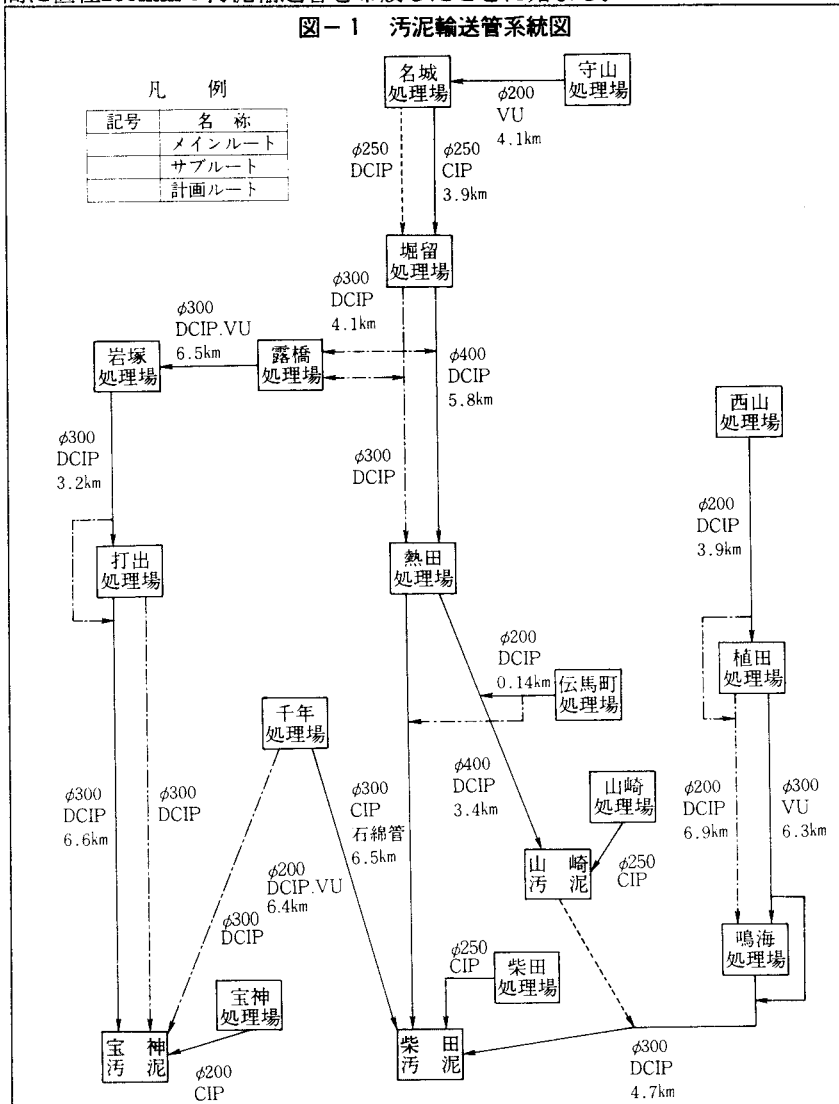 図－1 汚泥輸送管系統図
凡 例
記号 名 称
メインルート
サブルート
計画ルート
名城
処理場
守山
処理場
φ200
VU
4.1km
φ250
DCIP
φ250
CIP
3.9km
堀留
処理場
φ300
DCIP
4.1km
φ300
DCIP.VU
6.5km
岩塚
処理場
露橋
処理場
φ400
DCIP
5.8km
西山
処理場
φ300
DCIP
3.2km
φ300
DCIP
φ200
DCIP
3.9km
打出
処理場
熱田
処理場
φ200
DCIP
0.14km
伝馬町
処理場
植田
処理場
千年
処理場
φ300
DCIP
6.6km
φ300
DCIP
φ300
CIP
石綿管
6.5km
φ400
DCIP
3.4km
山崎
処理場
φ200
DCIP
6.9km
φ300
VU
6.3km
φ200
DCIP.VU
6.4km
φ300
DCIP
山 崎
汚 泥
φ250
CIP
鳴海
処理場
φ250
CIP
柴田
処理場
宝神
処理場
宝 神
汚 泥
φ200
CIP
柴 田
汚 泥
φ300
DCIP
4.7km